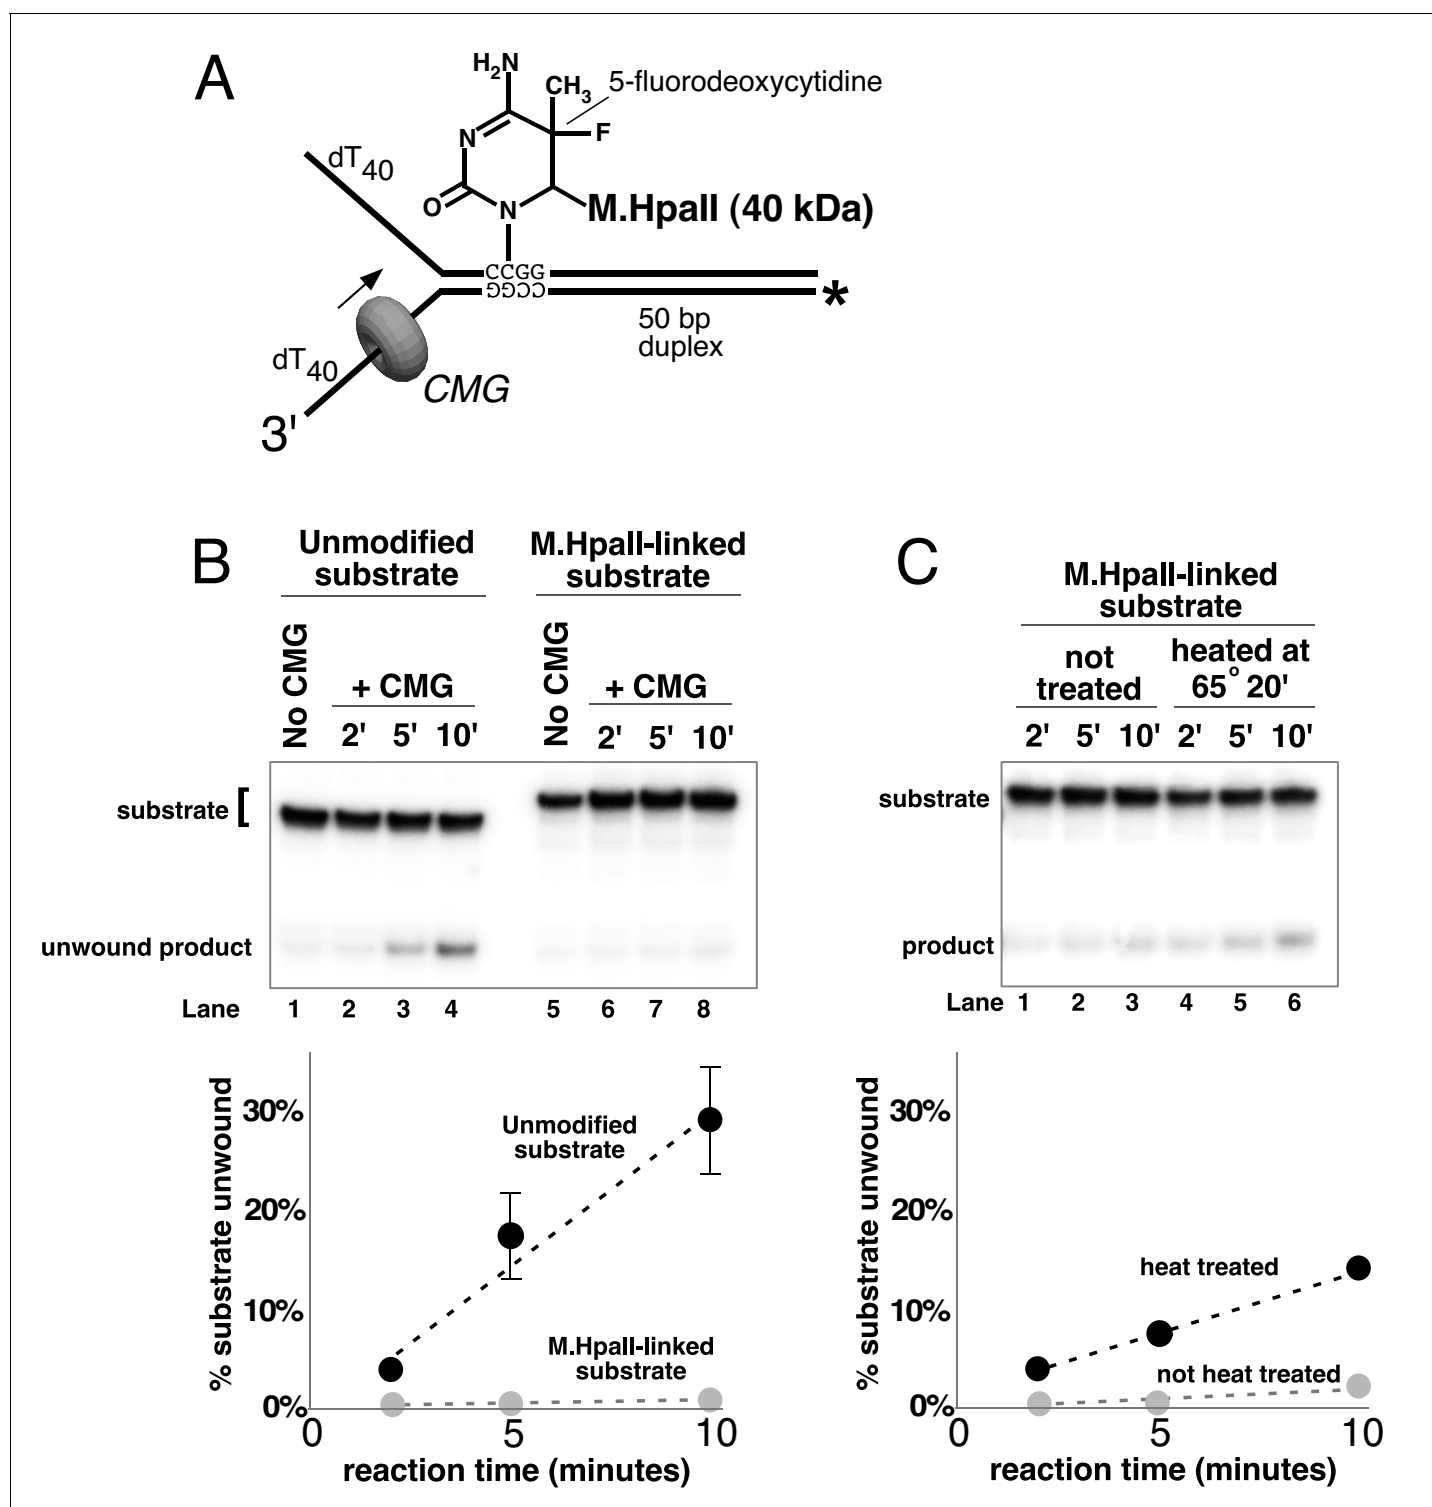 A
H2N
CH3
5-fluorodeoxycytidine
N
F
O
N
M.HpaII (40 kDa)
dT40
CCGG
CCGG
*
50 bp
duplex
dT40
CMG
3'
B
Unmodified
substrate
M.HpaII-linked
substrate
No CMG
+ CMG
2' 5' 10'
No CMG
+ CMG
2' 5' 10'
substrate [
unwound product
Lane 1 2 3 4 5 6 7 8
% substrate unwound
30%
20%
10%
0%
Unmodified
substrate
M.HpaII-linked
substrate
0 5 10
reaction time (minutes)
C
M.HpaII-linked
substrate
not
treated
heated at
65° 20'
2' 5' 10' 2' 5' 10'
substrate
product
Lane 1 2 3 4 5 6
% substrate unwound
30%
20%
10%
0%
heat treated
not heat treated
0 5 10
reaction time (minutes)